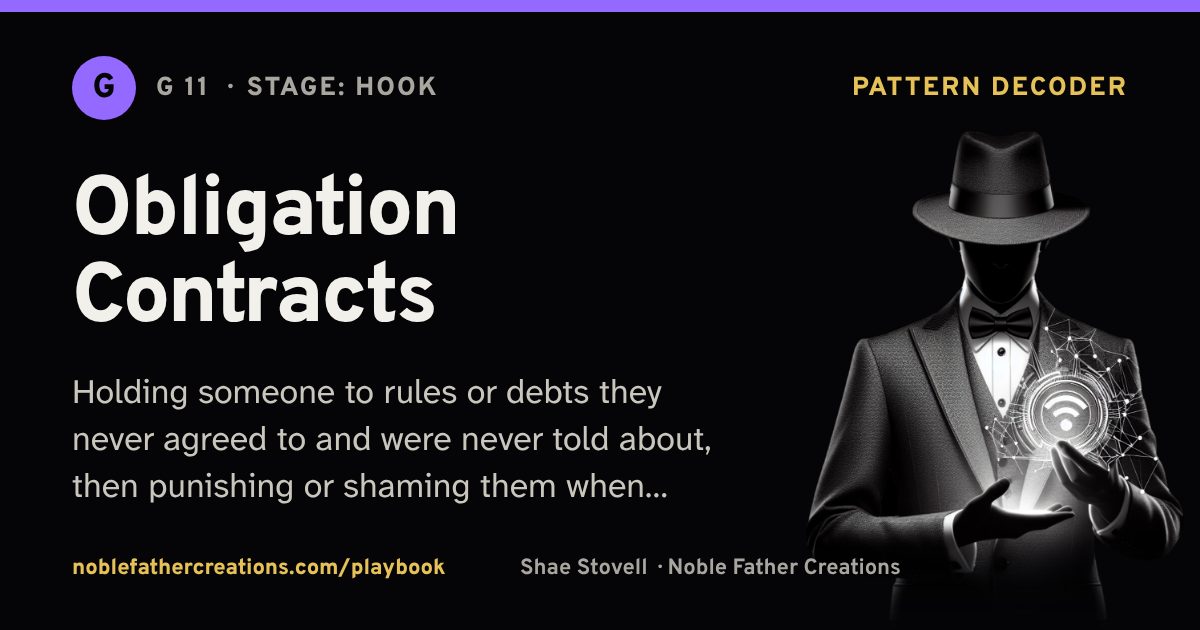 G G 11 · STAGE: HOOK PATTERN DECODER
Obligation
Contracts
Holding someone to rules or debts they
never agreed to and were never told about,
then punishing or shaming them when...
noblefathercreations.com/playbook Shae Stovell · Noble Father Creations